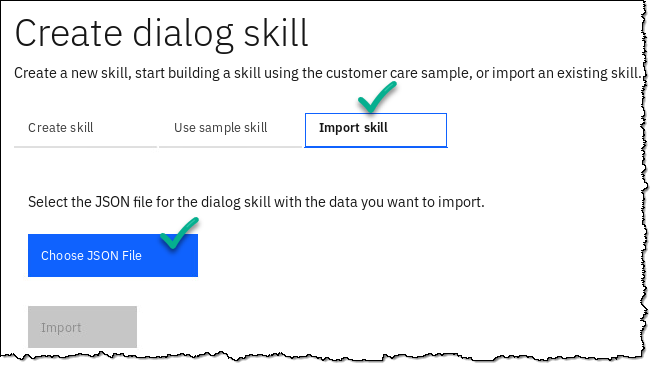 Create dialog skill
Create a new skill, start building a skill using the customer care sample, or import an existing skill.
Create skill
Use sample skill
Import skill
Select the JSON file for the dialog skill with the data you want to import.
Choose JSON File
Import